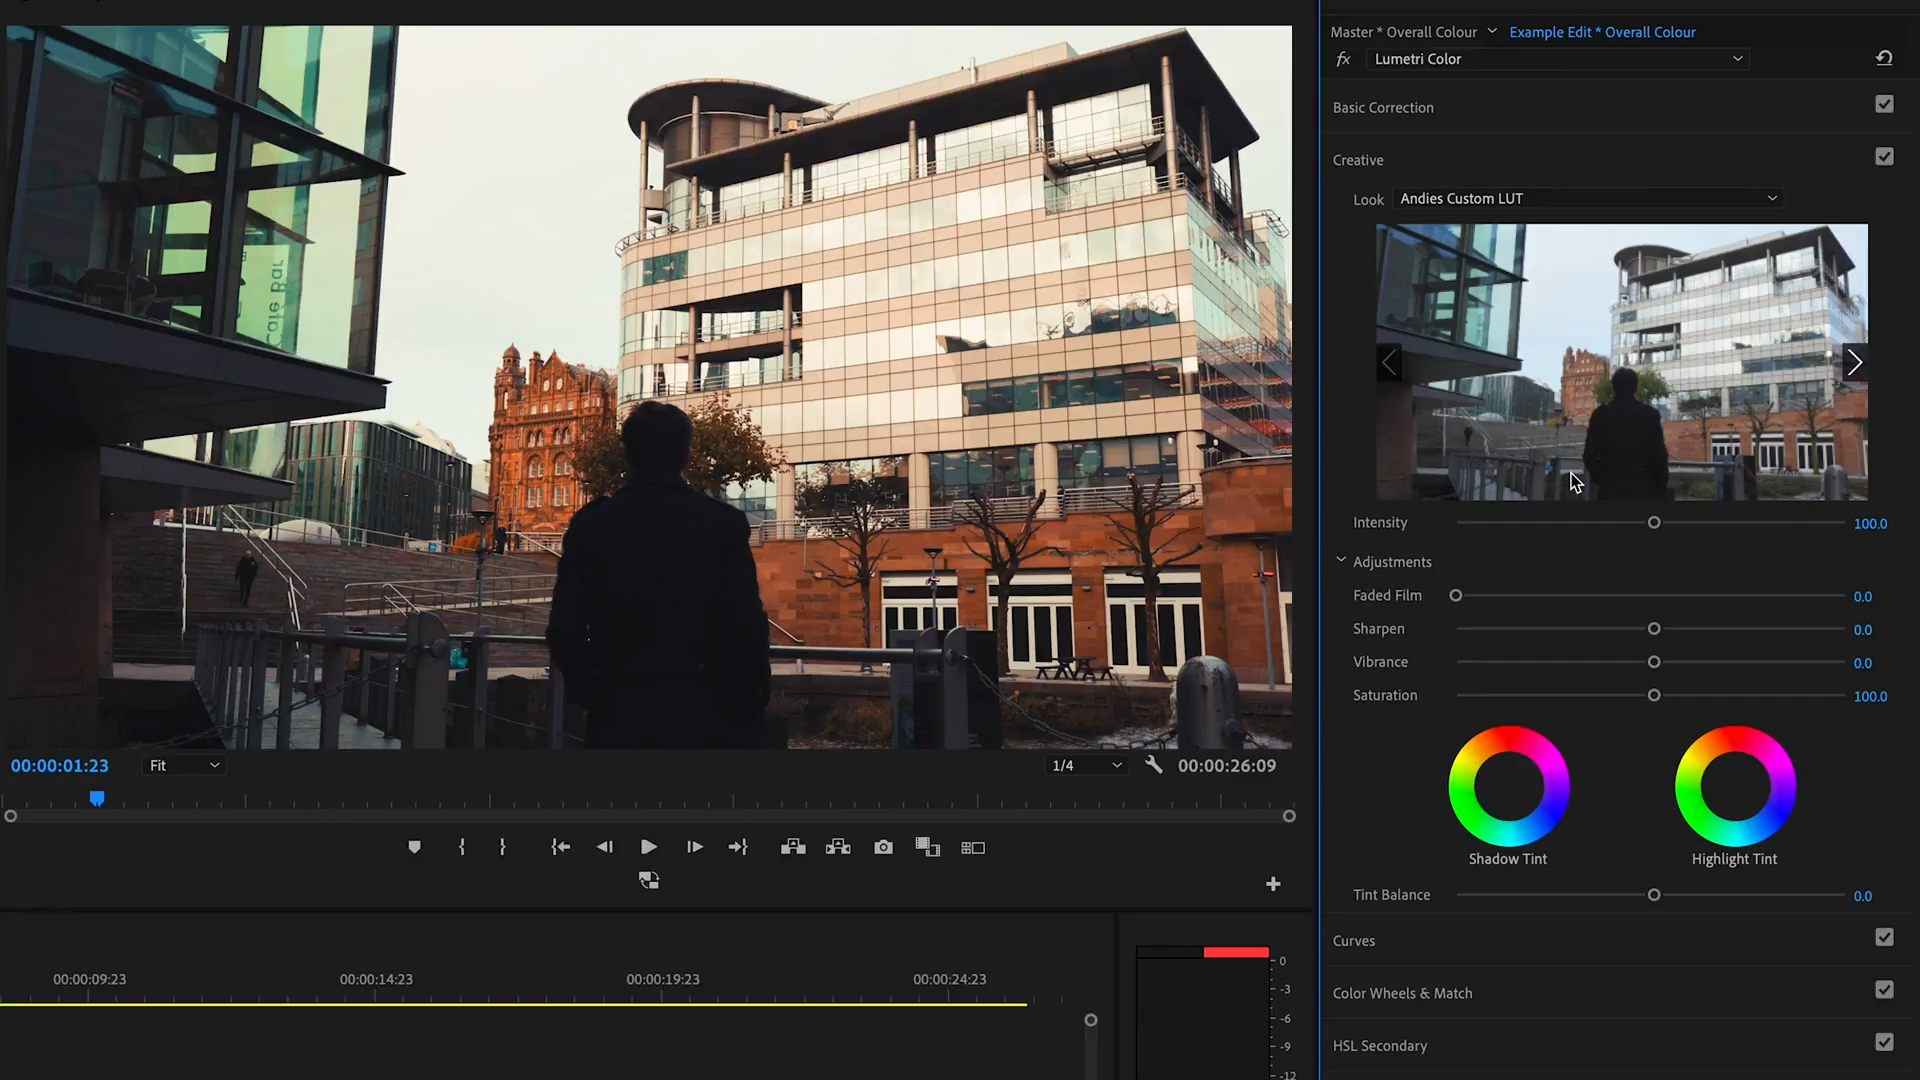 Master * Overall Colour
Example Edit * Overall Colour
fx
Lumetri Color
Basic Correction
Creative
Look
Andies Custom LUT
Cafe Bar
Intensity
100.0
Adjustments
Faded Film
0.0
Sharpen
0.0
Vibrance
0.0
Saturation
100.0
Shadow Tint
Highlight Tint
Tint Balance
0.0
Curves
Color Wheels & Match
HSL Secondary
00:00:01:23
Fit
1/4
00:00:26:09
00:00:09:23
00:00:14:23
00:00:19:23
00:00:24:23
0
-3
-6
-9
-12